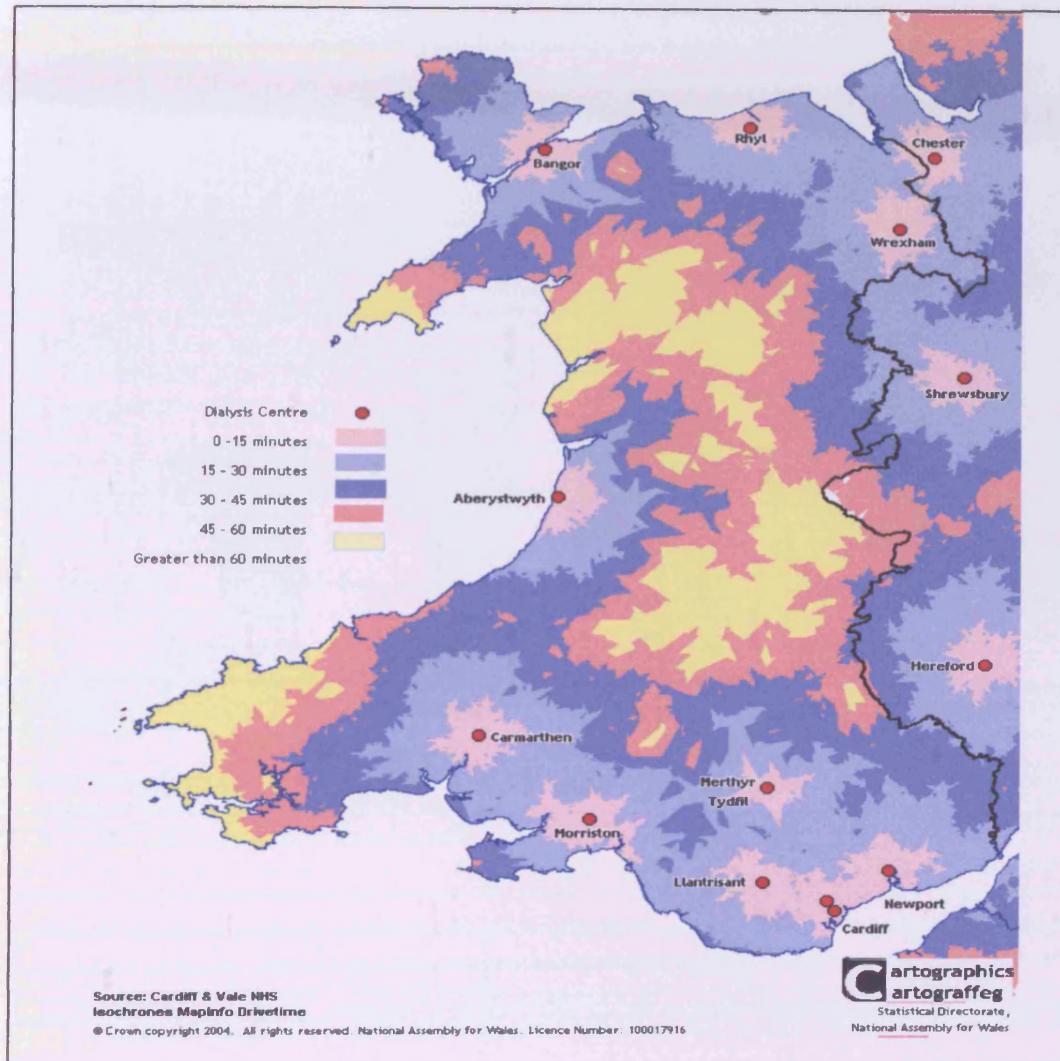 Rhyl
Chester
Bangor
Wrexham
Shrewsbury
Dialysis Centre
0 -15 minutes
15 - 30 minutes
30 - 45 minutes
45 - 60 minutes
Greater than 60 minutes
Aberystwyth
Hereford
Carmarthen
Merthyr
Tydfil
Morriston
Llantrisant
Newport
Cardiff
Cartographics
Cartograffeg
Statistical Directorate,
National Assembly for Wales
Source: Cardiff & Vale NHS
Isochrones MapInfo Drivetime
© Crown copyright 2004. All rights reserved. National Assembly for Wales. Licence Number: 100017916